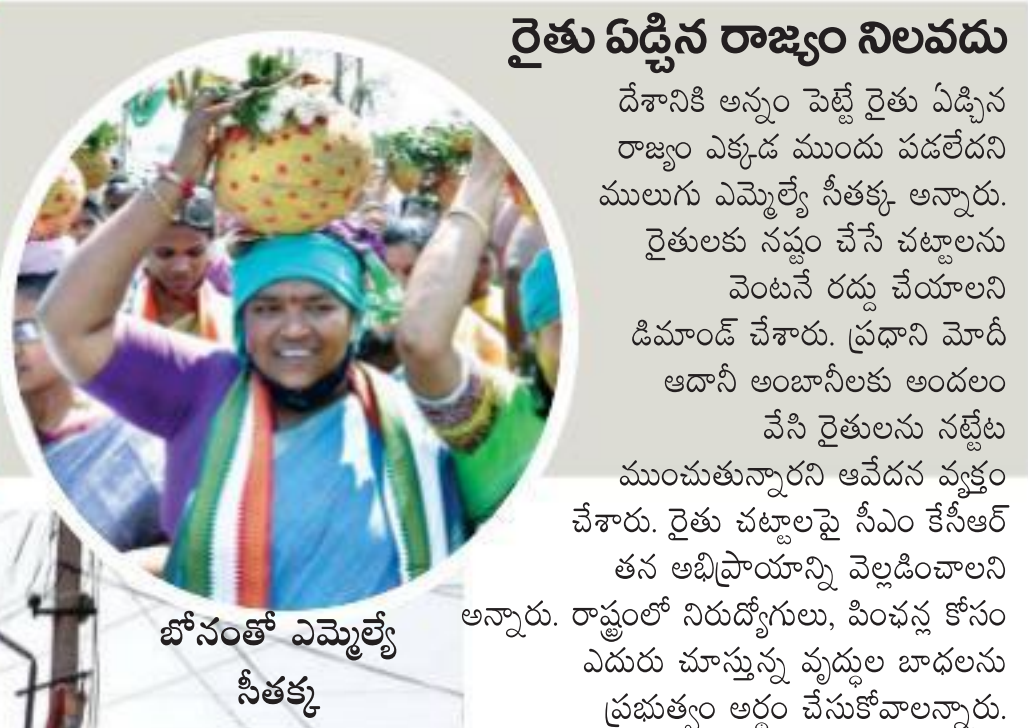 రైతు ఏడ్చిన రాజ్యం నిలవదు
దేశానికి అన్నం పెట్టే రైతు ఏడ్చిన
రాజ్యం ఎక్కడ ముందు పడలేదని
ములుగు ఎమ్మెల్యే సీతక్క అన్నారు.
రైతులకు నష్టం చేసే చట్టాలను
వెంటనే రద్దు చేయాలని
డిమాండ్ చేశారు. ప్రధాని మోదీ
ఆదానీ అంబానీలకు అందలం
వేసి రైతులను నట్టేట
ముంచుతున్నారని ఆవేదన వ్యక్తం
చేశారు. రైతు చట్టాలపై సీఎం కేసీఆర్
తన అభిప్రాయాన్ని వెల్లడించాలని
అన్నారు. రాష్ట్రంలో నిరుద్యోగులు, పింఛన్ల కోసం
ఎదురు చూస్తున్న వృద్ధుల బాధలను
ప్రభుత్వం అర్థం చేసుకోవాలన్నారు.
బోనంతో ఎమ్మెల్యే
సీతక్క